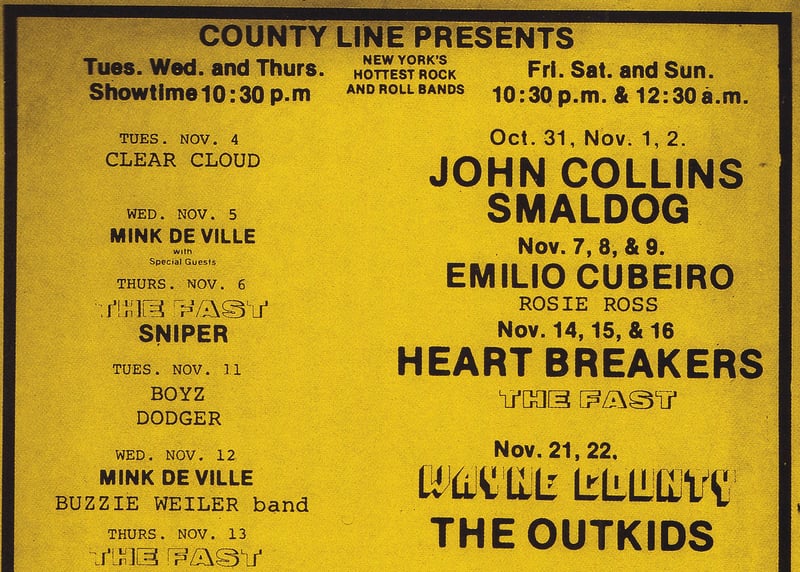 COUNTY LINE PRESENTS
Tues. Wed. and Thurs.
Showtime 10:30 p.m
NEW YORK'S
HOTTEST ROCK
AND ROLL BANDS
Fri. Sat. and Sun.
10:30 p.m. & 12:30 a.m.
TUES. NOV. 4
CLEAR CLOUD
WED. NOV. 5
MINK DE VILLE
with
Special Guests
THURS. NOV. 6
THE FAST
SNIPER
TUES. NOV. 11
BOYZ
DODGER
WED. NOV. 12
MINK DE VILLE
BUZZIE WEILER band
THURS. NOV. 13
THE FAST
Oct. 31, Nov. 1, 2.
JOHN COLLINS
SMALDOG
Nov. 7, 8, & 9.
EMILIO CUBEIRO
ROSIE ROSS
Nov. 14, 15, & 16
HEART BREAKERS
THE FAST
Nov. 21, 22.
WAYNE COUNTY
THE OUTKIDS